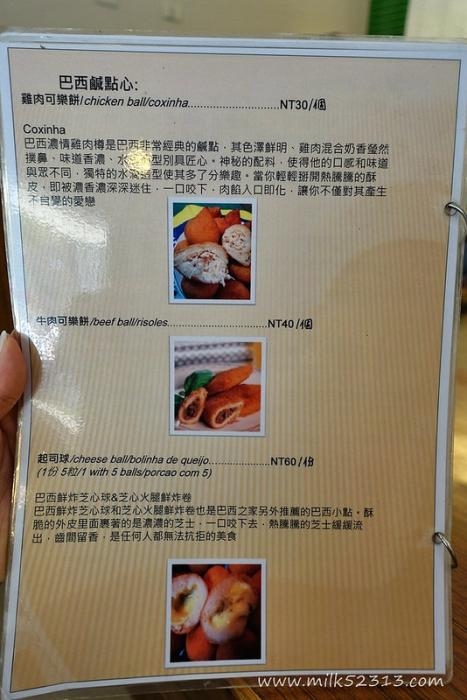 巴西鹹點心:
雞肉可樂餅/chicken ball/coxinha........................NT30/個
Coxinha
巴西濃情雞肉樽是巴西非常經典的鹹點，其色澤鮮明、雞肉混合奶香瑩然
撲鼻、味道香濃、水滴造型別具匠心。神秘的配料，使得他的口感和味道
與眾不同，獨特的水滴造型使其多了分樂趣。當你輕輕掰開熱騰騰的酥
皮，即被濃香濃深深迷住，一口咬下，肉餡入口即化，讓你不僅對其產生
不自覺的愛戀
牛肉可樂餅/beef ball/risoles..........................NT40/個
起司球/cheese ball/bolinha de queijo................NT60/份
(1份 5粒/1 with 5 balls/porcao com 5)
巴西鮮炸芝心球&芝心火腿鮮炸卷
巴西鮮炸芝心球和芝心火腿鮮炸卷也是巴西之家另外推薦的巴西小點。酥
脆的外皮里面裹著的是濃濃的芝士，一口咬下去，熱騰騰的芝士緩緩流
出，齒間留香，是任何人都無法抗拒的美食
www.milk52313.com